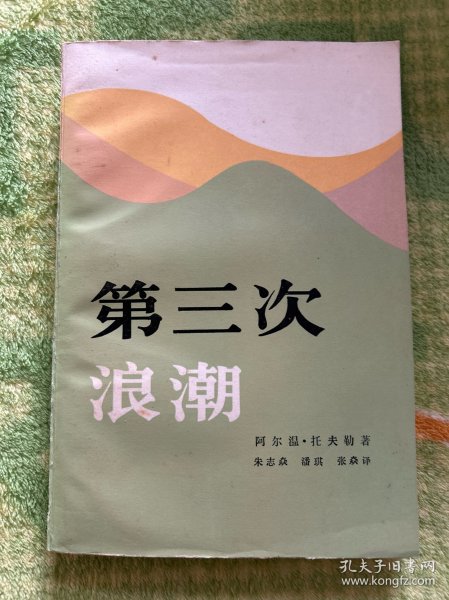 第三次
浪潮
阿尔温·托夫勒著
朱志焱 潘琪 张焱译
孔夫子旧书网
www.kongfz.com